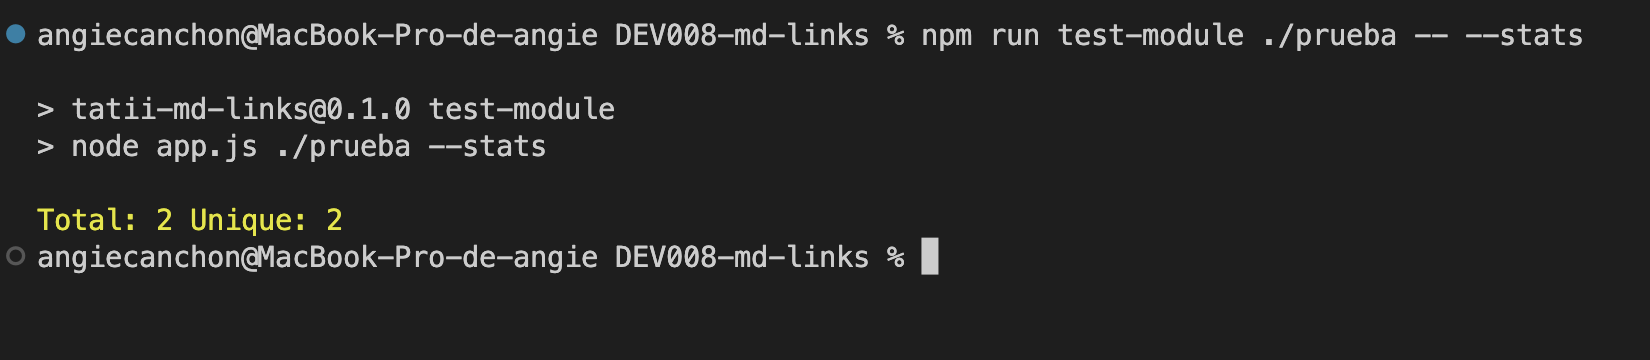 angiecanchon@MacBook-Pro-de-angie DEV008-md-links % npm run test-module ./prueba -- --stats
> tatii-md-links@0.1.0 test-module
> node app.js ./prueba --stats
Total: 2 Unique: 2
angiecanchon@MacBook-Pro-de-angie DEV008-md-links %